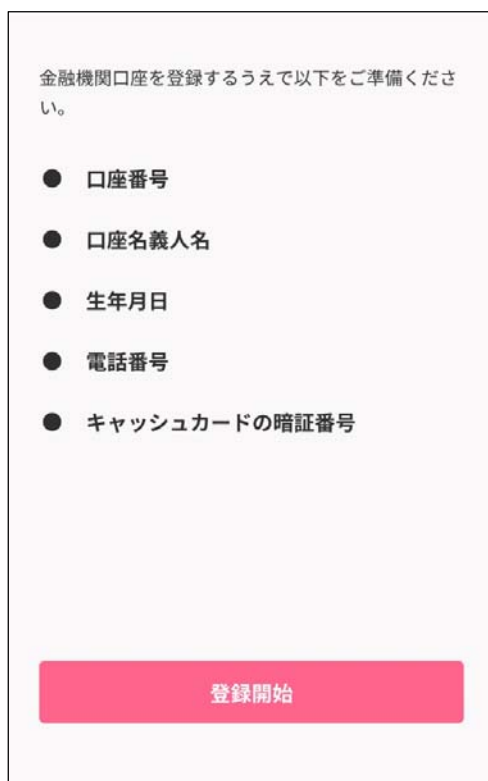 金融機関口座を登録するうえで以下をご準備くださ
い。
● 口座番号
● 口座名義人名
● 生年月日
● 電話番号
● キャッシュカードの暗証番号
登録開始